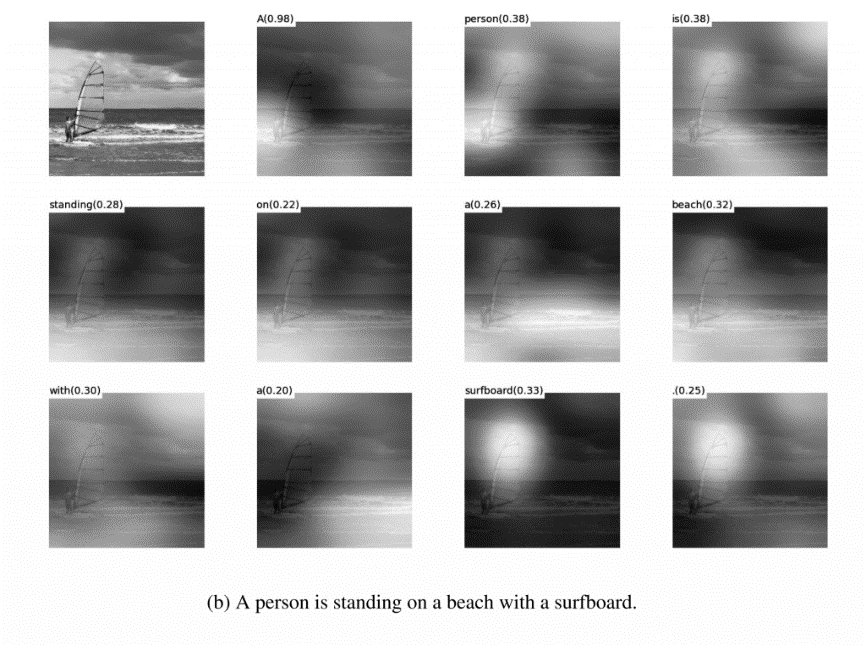 A(0.98)
person(0.38)
is(0.38)
standing(0.28)
on(0.22)
a(0.26)
beach(0.32)
with(0.30)
a(0.20)
surfboard(0.33)
.(0.25)
(b) A person is standing on a beach with a surfboard.